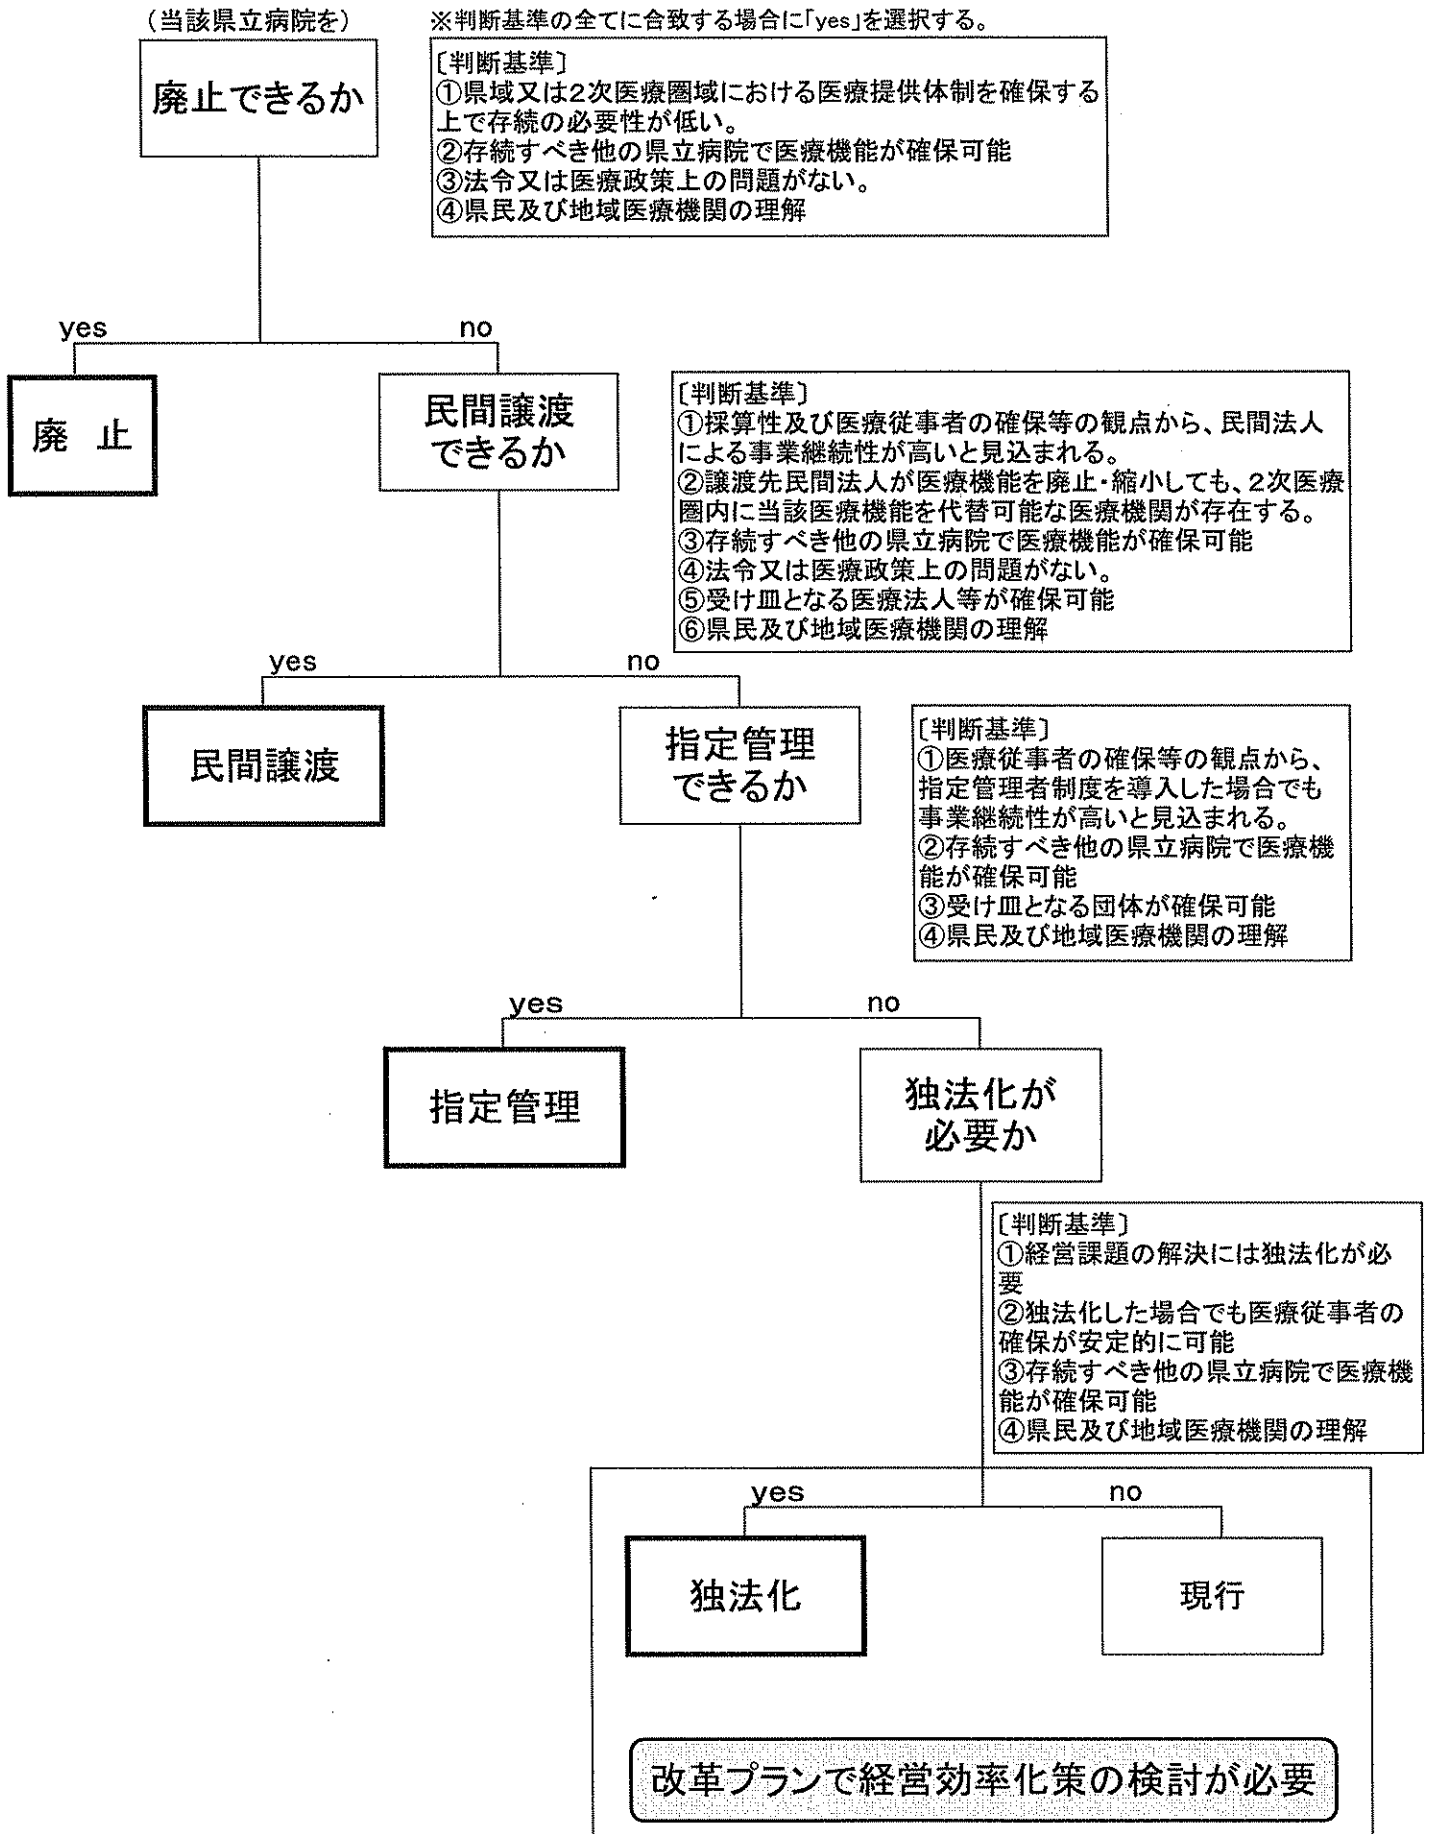 (当該県立病院を)
※判断基準の全てに合致する場合に「yes」を選択する。
廃止できるか
〔判断基準〕
①県域又は2次医療圏域における医療提供体制を確保する
上で存続の必要性が低い。
②存続すべき他の県立病院で医療機能が確保可能
③法令又は医療政策上の問題がない。
④県民及び地域医療機関の理解
yes
no
廃 止
民間譲渡
できるか
〔判断基準〕
①採算性及び医療従事者の確保等の観点から、民間法人
による事業継続性が高いと見込まれる。
②譲渡先民間法人が医療機能を廃止・縮小しても、2次医療
圏内に当該医療機能を代替可能な医療機関が存在する。
③存続すべき他の県立病院で医療機能が確保可能
④法令又は医療政策上の問題がない。
⑤受け皿となる医療法人等が確保可能
⑥県民及び地域医療機関の理解
yes
no
民間譲渡
指定管理
できるか
〔判断基準〕
①医療従事者の確保等の観点から、
指定管理者制度を導入した場合でも
事業継続性が高いと見込まれる。
②存続すべき他の県立病院で医療機
能が確保可能
③受け皿となる団体が確保可能
④県民及び地域医療機関の理解
yes
no
指定管理
独法化が
必要か
〔判断基準〕
①経営課題の解決には独法化が必
要
②独法化した場合でも医療従事者の
確保が安定的に可能
③存続すべき他の県立病院で医療機
能が確保可能
④県民及び地域医療機関の理解
yes
no
独法化
現行
改革プランで経営効率化策の検討が必要